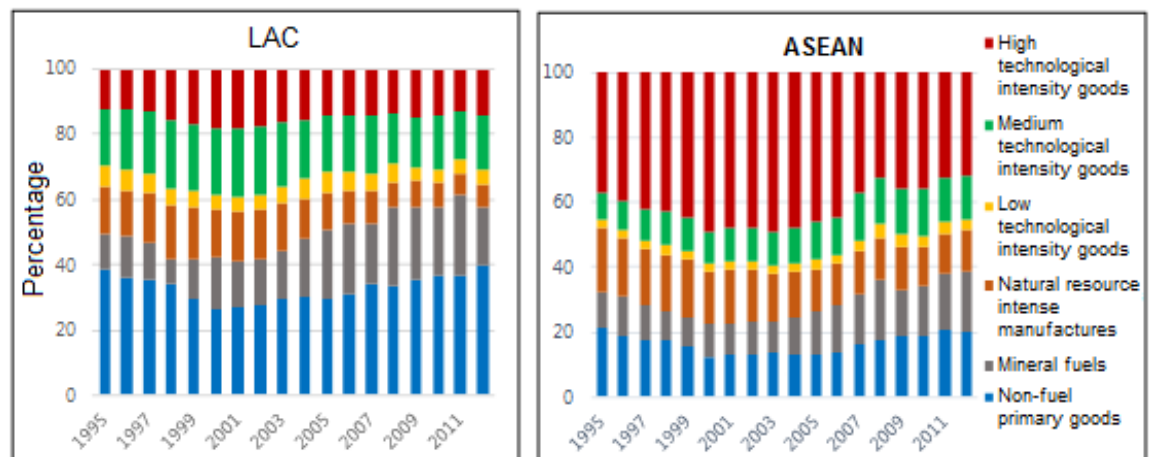 LAC
Percentage
100
80
60
40
20
0
1995
1997
1999
2001
2003
2005
2007
2009
2011
ASEAN
100
80
60
40
20
0
1995
1997
1999
2001
2003
2005
2007
2009
2011
High
technological
intensity goods
Medium
technological
intensity goods
Low
technological
intensity goods
Natural resource
intense
manufactures
Mineral fuels
Non-fuel
primary goods